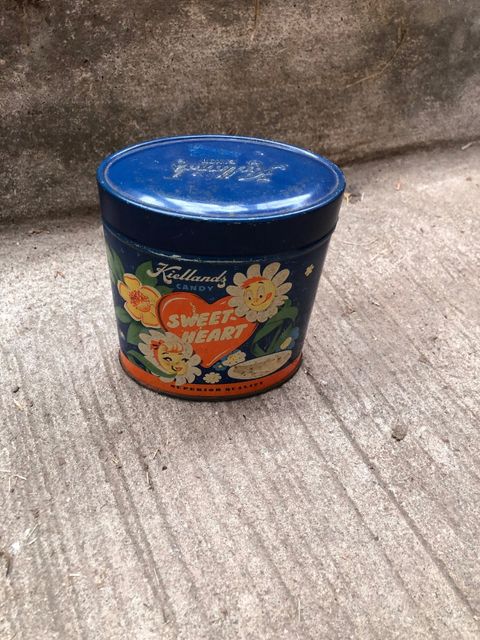 Kiellands
CANDY
SWEET-
HEART
SUPERIOR QUALITY